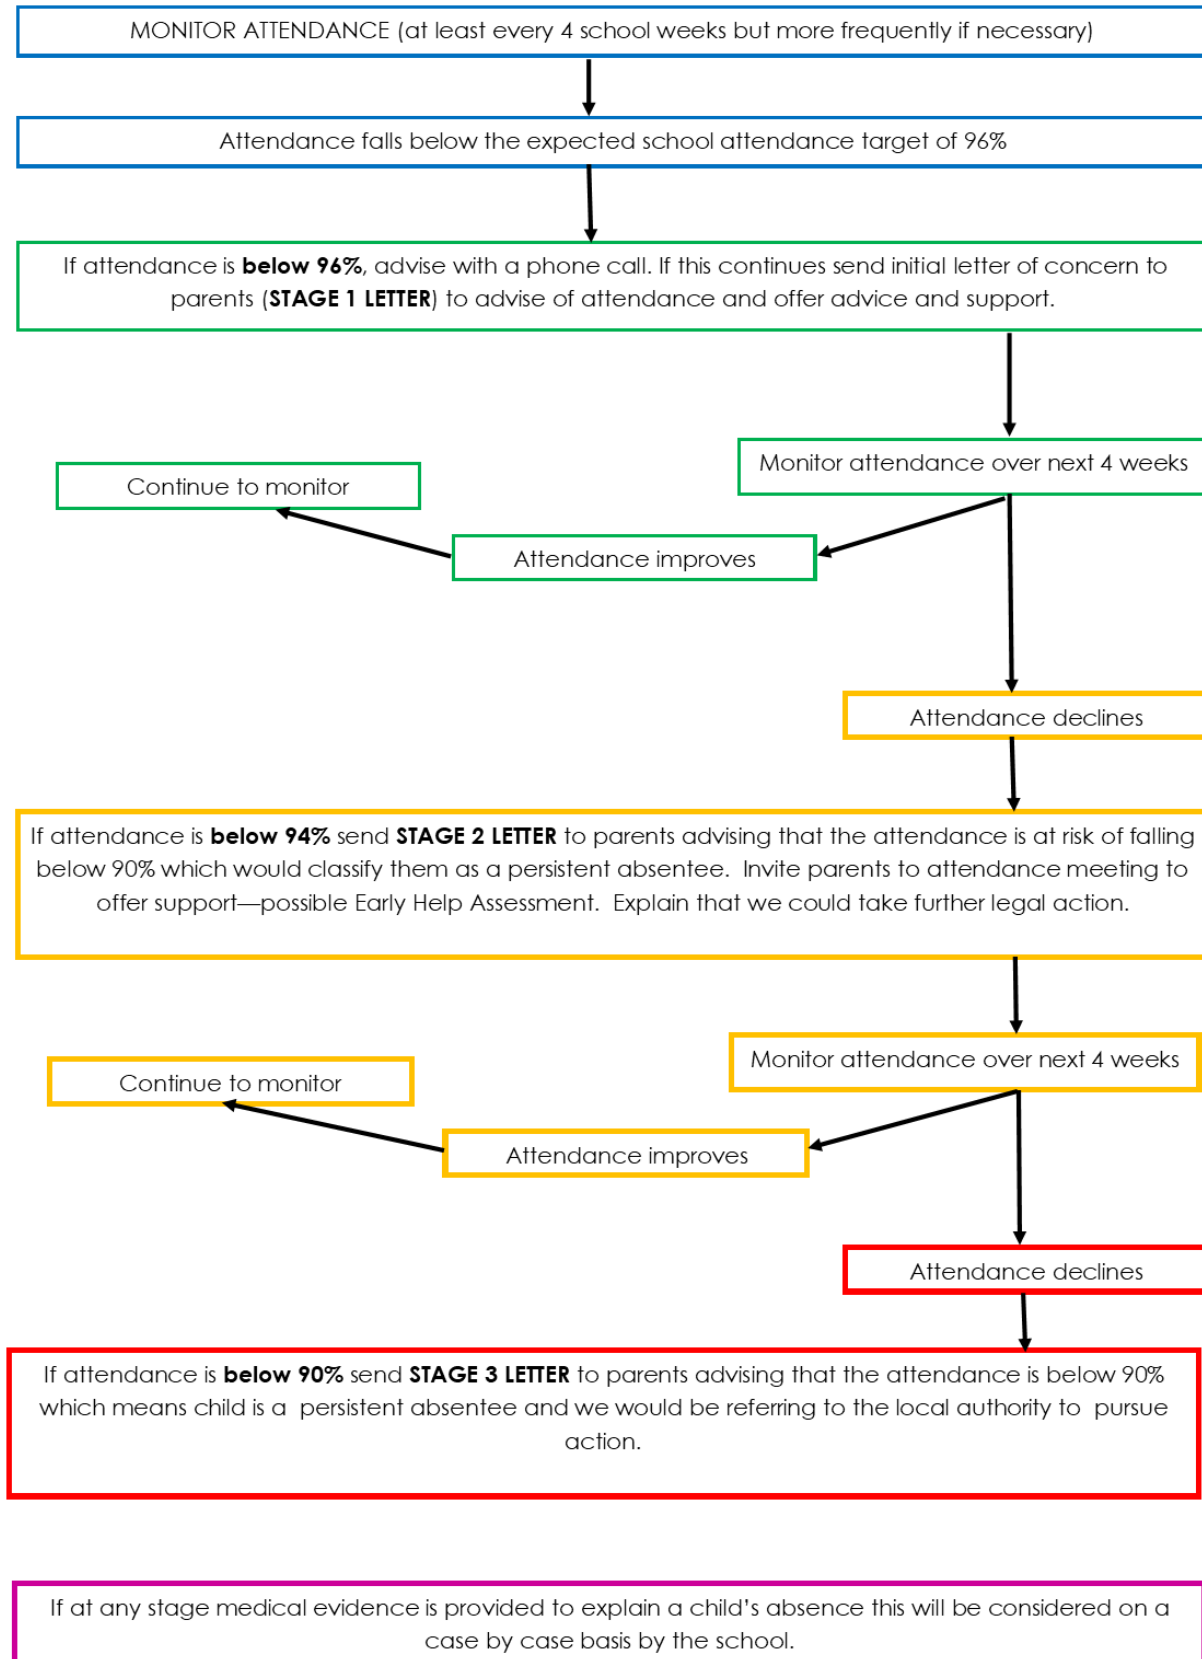 MONITOR ATTENDANCE (at least every 4 school weeks but more frequently if necessary)
Attendance falls below the expected school attendance target of 96%
If attendance is below 96%, advise with a phone call. If this continues send initial letter of concern to
parents (STAGE 1 LETTER) to advise of attendance and offer advice and support.
Monitor attendance over next 4 weeks
Continue to monitor
Attendance improves
Attendance declines
If attendance is below 94% send STAGE 2 LETTER to parents advising that the attendance is at risk of falling
below 90% which would classify them as a persistent absentee.  Invite parents to attendance meeting to
offer support—possible Early Help Assessment.  Explain that we could take further legal action.
Monitor attendance over next 4 weeks
Continue to monitor
Attendance improves
Attendance declines
If attendance is below 90% send STAGE 3 LETTER to parents advising that the attendance is below 90%
which means child is a  persistent absentee and we would be referring to the local authority to  pursue
action.
If at any stage medical evidence is provided to explain a child’s absence this will be considered on a
case by case basis by the school.